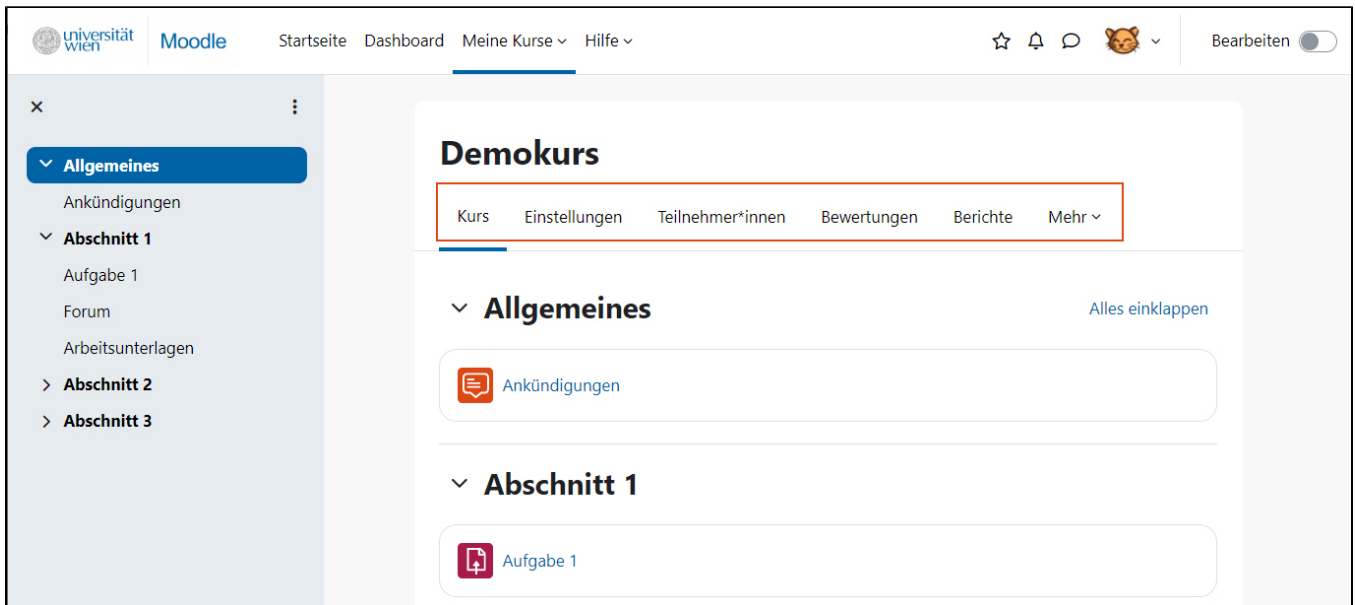 universität
wien
Moodle
Startseite Dashboard Meine Kurse Hilfe
Bearbeiten
Allgemeines
Ankündigungen
Abschnitt 1
Aufgabe 1
Forum
Arbeitsunterlagen
Abschnitt 2
Abschnitt 3
Demokurs
Kurs Einstellungen Teilnehmer*innen Bewertungen Berichte Mehr
Allgemeines
Alles einklappen
Ankündigungen
Abschnitt 1
Aufgabe 1